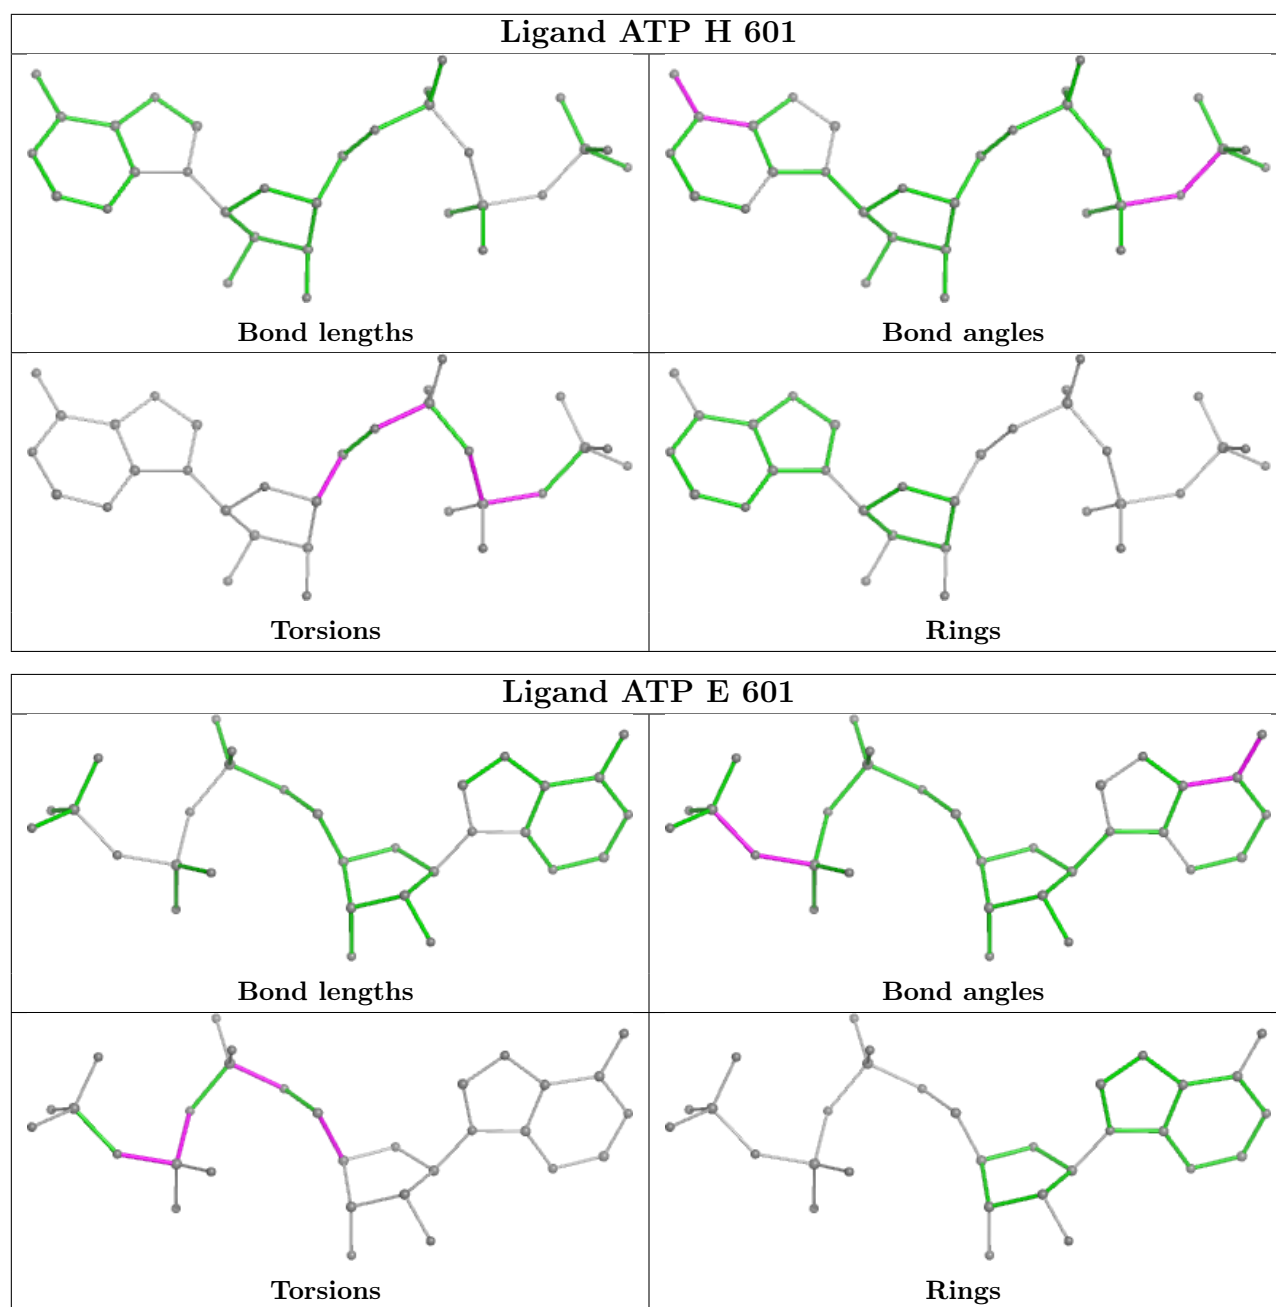 Ligand ATP H 601
Bond lengths
Bond angles
Torsions
Rings
Ligand ATP E 601
Bond lengths
Bond angles
Torsions
Rings